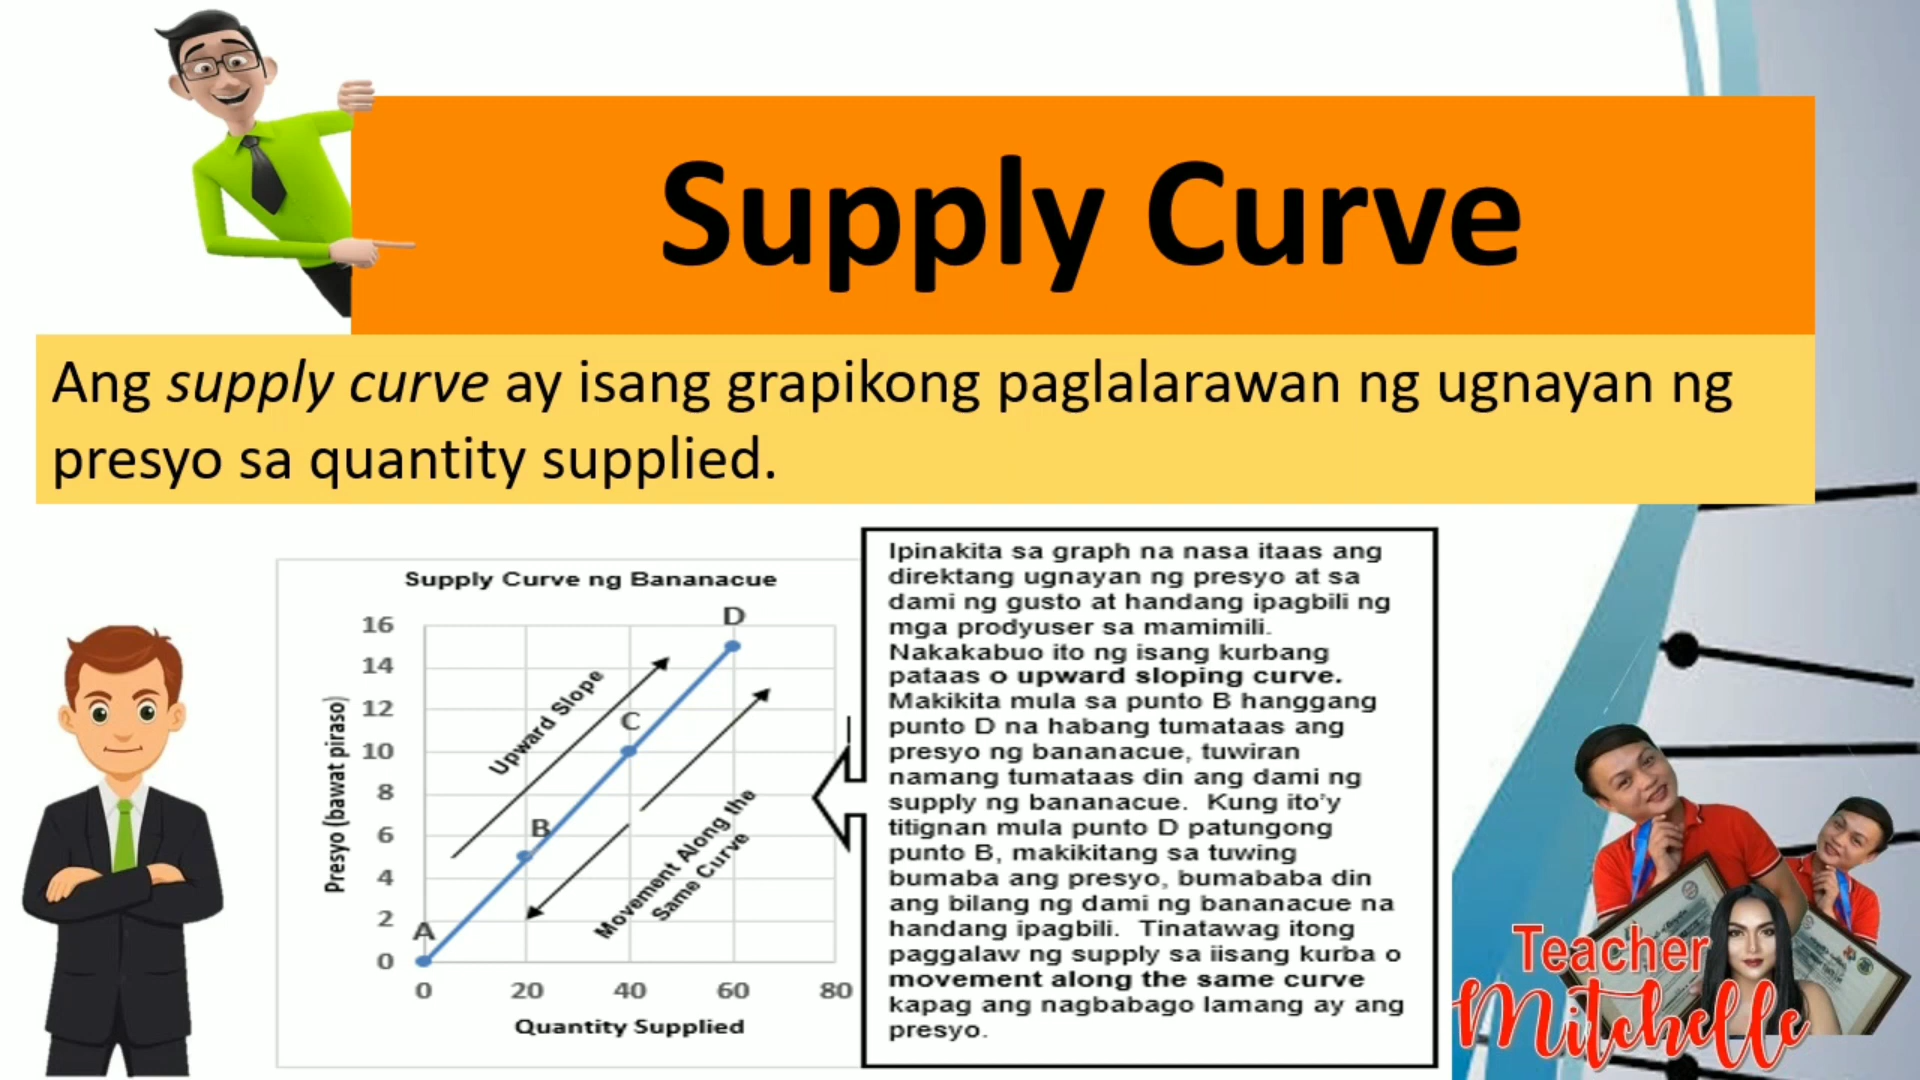 Supply Curve
Ang supply curve ay isang grapikong paglalarawan ng ugnayan ng
presyo sa quantity supplied.
Supply Curve ng Bananacue
Presyo (bawat piraso)
16
14
12
10
8
6
4
2
0
D
C
B
A
Upward Slope
Movement Along the
Same Curve
0 20 40 60 80
Quantity Supplied
Ipinakita sa graph na nasa itaas ang
direktang ugnayan ng presyo at sa
dami ng gusto at handang ipagbili ng
mga prodyuser sa mamimili.
Nakakabuo ito ng isang kurbang
pataas o upward sloping curve.
Makikita mula sa punto B hanggang
punto D na habang tumataas ang
presyo ng bananacue, tuwiran
namang tumataas din ang dami ng
supply ng bananacue. Kung ito'y
titignan mula punto D patungong
punto B, makikitang sa tuwing
bumaba ang presyo, bumababa din
ang bilang ng dami ng bananacue na
handang ipagbili. Tinatawag itong
paggalaw ng supply sa iisang kurba o
movement along the same curve
kapag ang nagbabago lamang ay ang
presyo.
Teacher
Mitchelle